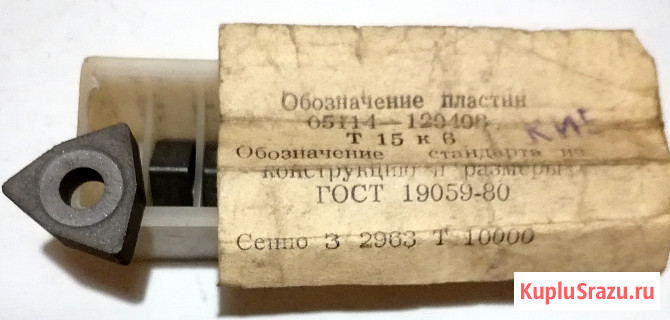 Обозначение пластин
05114-120408
КНТ
Т 15 к 6
Обозначение стандарта на
конструкцию и размеры
ГОСТ 19059-80
Сенно З 2963 Т 10000
KupluSrazu.ru